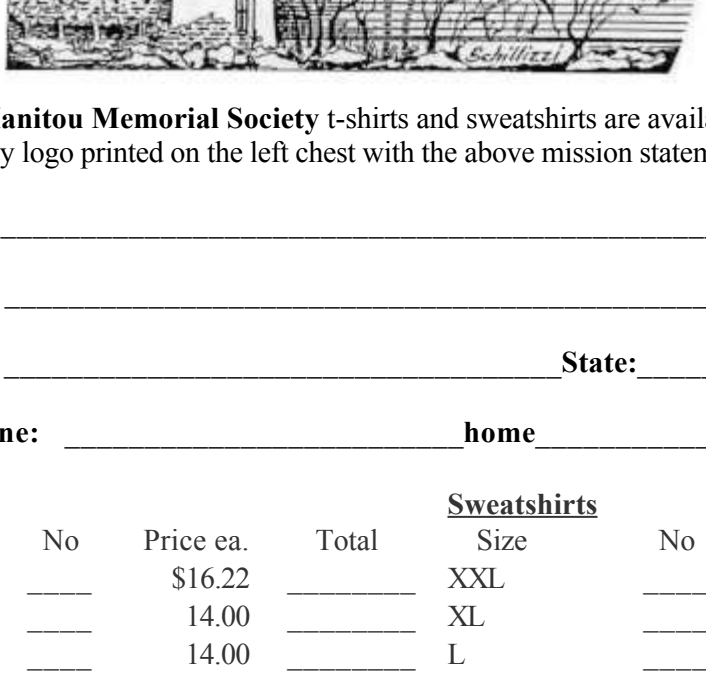 Schillizzi
Manitou Memorial Society t-shirts and sweatshirts are avail
y logo printed on the left chest with the above mission staten
State:
ne: home
Sweatshirts
No Price ea. Total Size No
$16.22 XXL
14.00 XL
14.00 L